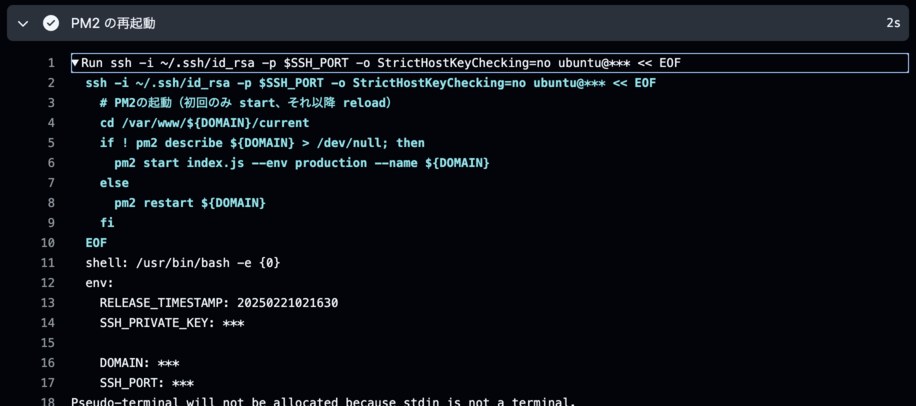 PM2 の再起動 2s
1 ▼Run ssh -i ~/.ssh/id_rsa -p $SSH_PORT -o StrictHostKeyChecking=no ubuntu@*** << EOF
2 ssh -i ~/.ssh/id_rsa -p $SSH_PORT -o StrictHostKeyChecking=no ubuntu@*** << EOF
3 # PM2の起動（初回のみ start、それ以降 reload）
4 cd /var/www/${DOMAIN}/current
5 if ! pm2 describe ${DOMAIN} > /dev/null; then
6 pm2 start index.js --env production --name ${DOMAIN}
7 else
8 pm2 restart ${DOMAIN}
9 fi
10 EOF
11 shell: /usr/bin/bash -e {0}
12 env:
13 RELEASE_TIMESTAMP: 20250221021630
14 SSH_PRIVATE_KEY: ***
15
16 DOMAIN: ***
17 SSH_PORT: ***
18 Pseudo-terminal will not be allocated because stdin is not a terminal.